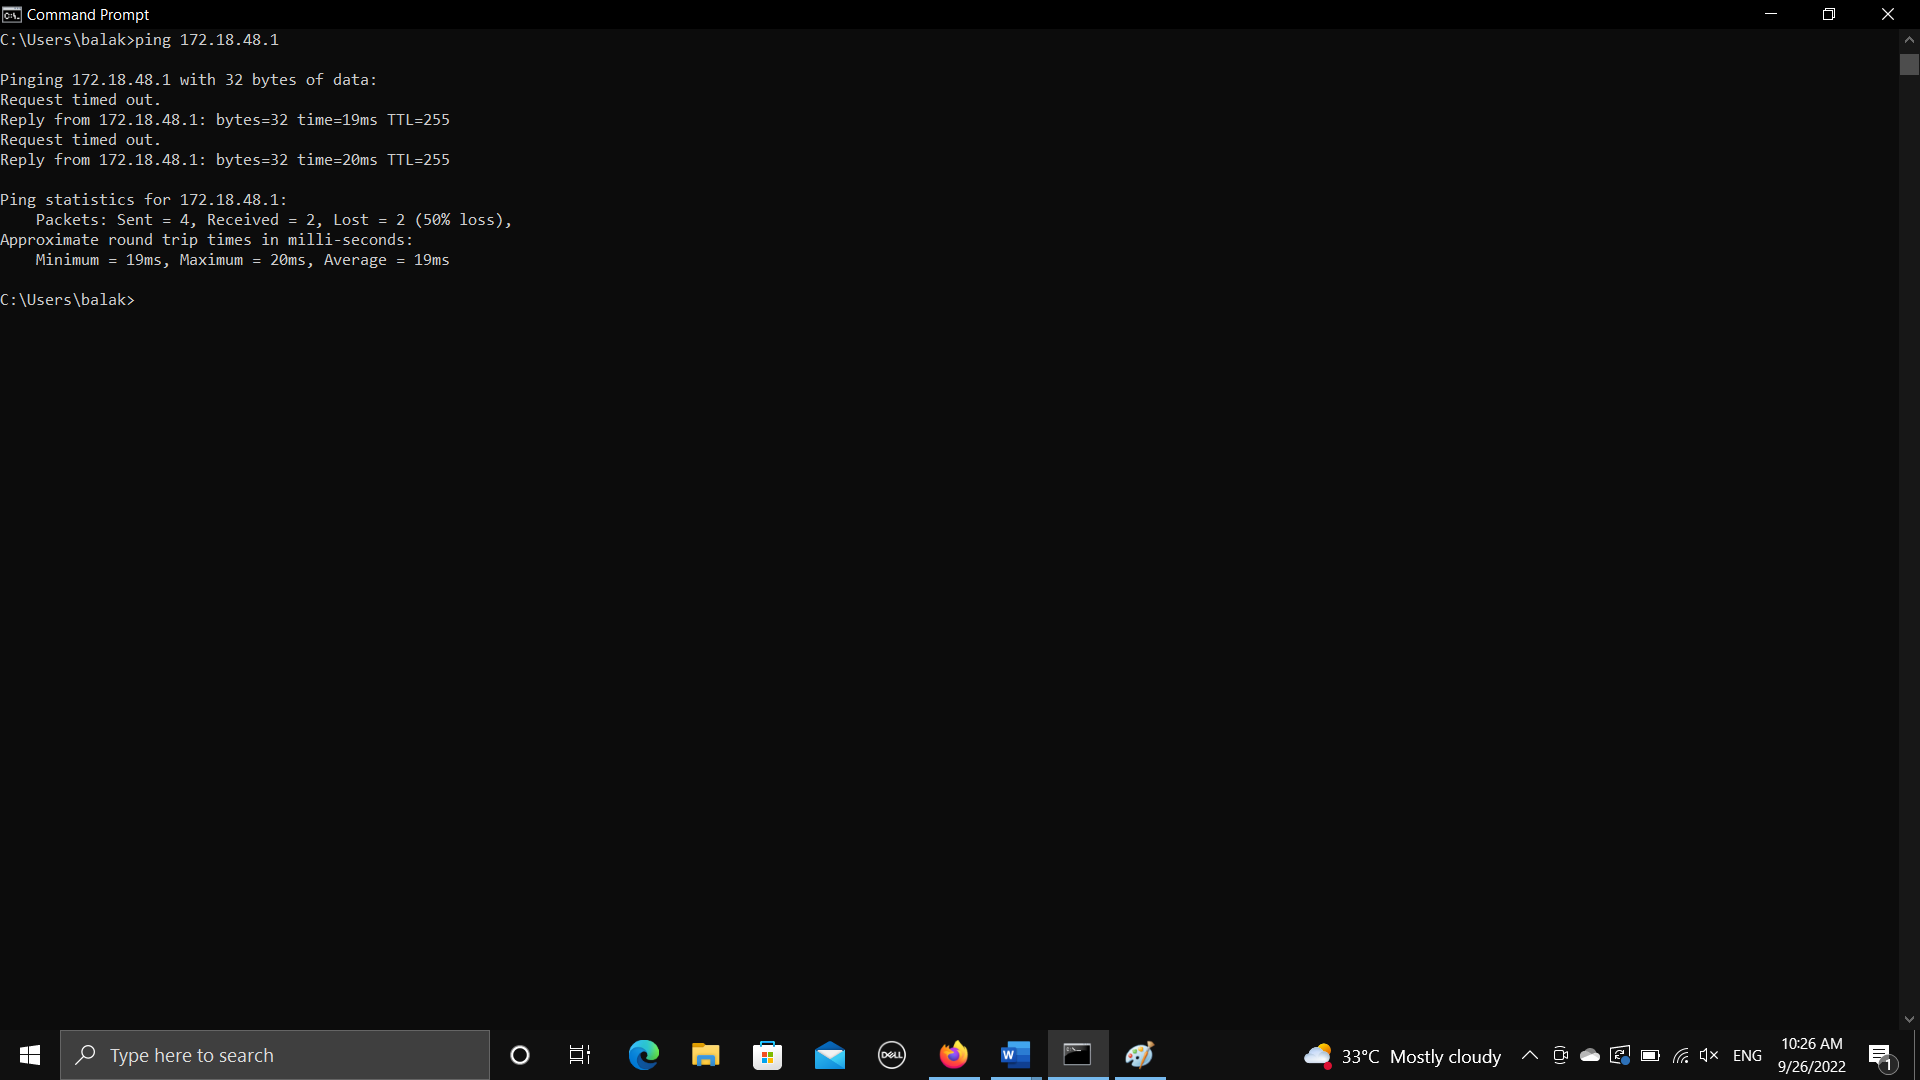 Command Prompt
C:\Users\balak>ping 172.18.48.1
Pinging 172.18.48.1 with 32 bytes of data:
Request timed out.
Reply from 172.18.48.1: bytes=32 time=19ms TTL=255
Request timed out.
Reply from 172.18.48.1: bytes=32 time=20ms TTL=255
Ping statistics for 172.18.48.1:
    Packets: Sent = 4, Received = 2, Lost = 2 (50% loss),
Approximate round trip times in milli-seconds:
    Minimum = 19ms, Maximum = 20ms, Average = 19ms
C:\Users\balak>
Type here to search
DELL
W
33°C Mostly cloudy
ENG
10:26 AM
9/26/2022
1